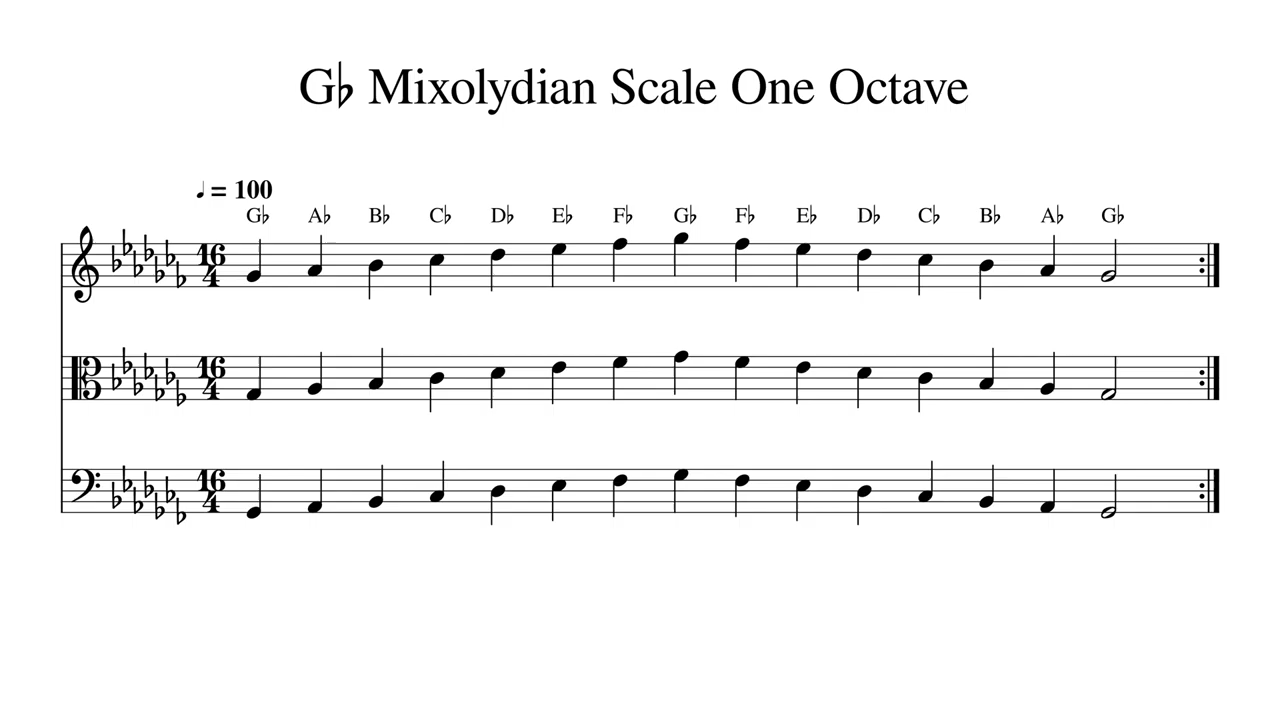 G♭ Mixolydian Scale One Octave
♩ = 100
G♭ A♭ B♭ C♭ D♭ E♭ F♭ G♭ F♭ E♭ D♭ C♭ B♭ A♭ G♭
16
4
16
4
16
4